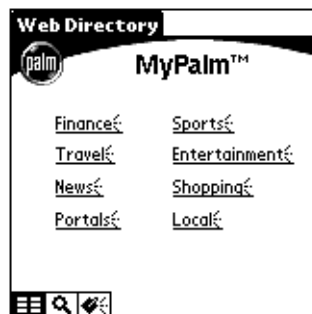 Web Directory
palm
MyPalm™
Finance Sports
Travel Entertainment
News Shopping
Portals Local